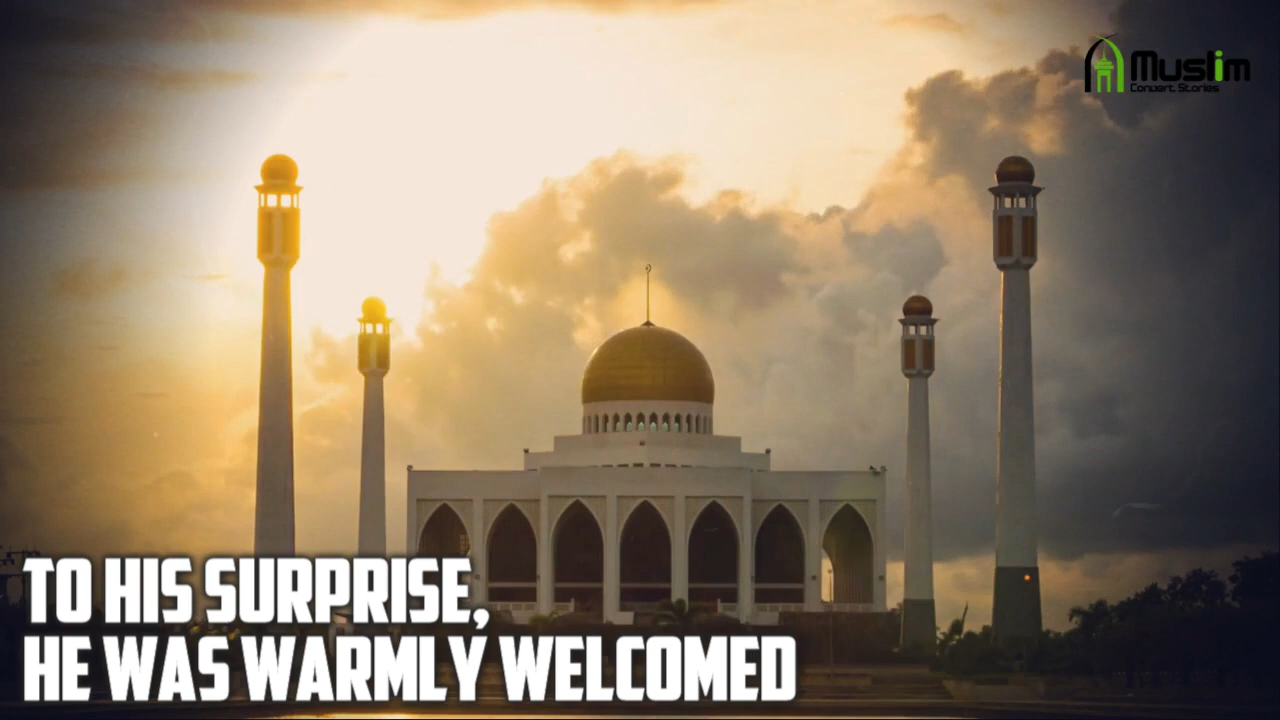 Muslim
Convert Stories
TO HIS SURPRISE,
HE WAS WARMLY WELCOMED